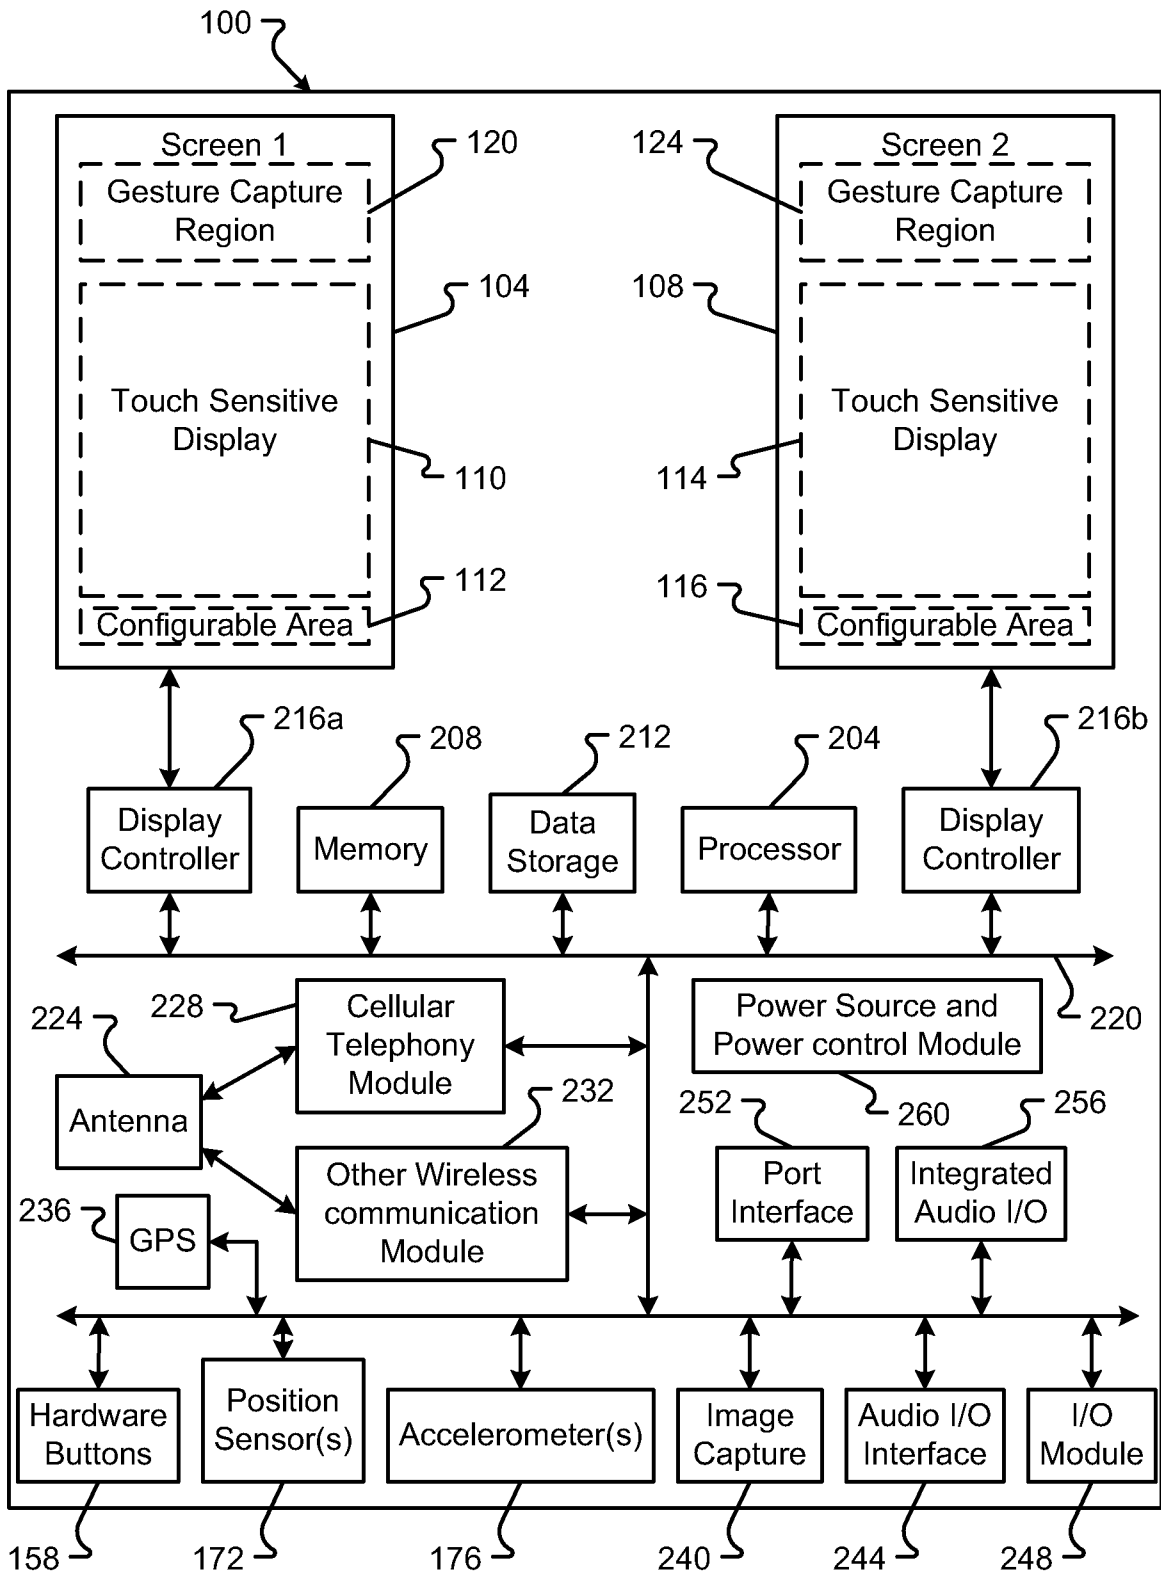 100
Screen 1
Gesture Capture
Region
120
Touch Sensitive
Display
104
110
Configurable Area
112
Screen 2
124
Gesture Capture
Region
108
Touch Sensitive
Display
114
116
Configurable Area
216a
208
212
204
216b
Display
Controller
Memory
Data
Storage
Processor
Display
Controller
220
228
Cellular
Telephony
Module
Power Source and
Power control Module
260
224
Antenna
232
Other Wireless
communication
Module
252
Port
Interface
256
Integrated
Audio I/O
236
GPS
Hardware
Buttons
Position
Sensor(s)
Accelerometer(s)
Image
Capture
Audio I/O
Interface
I/O
Module
158
172
176
240
244
248